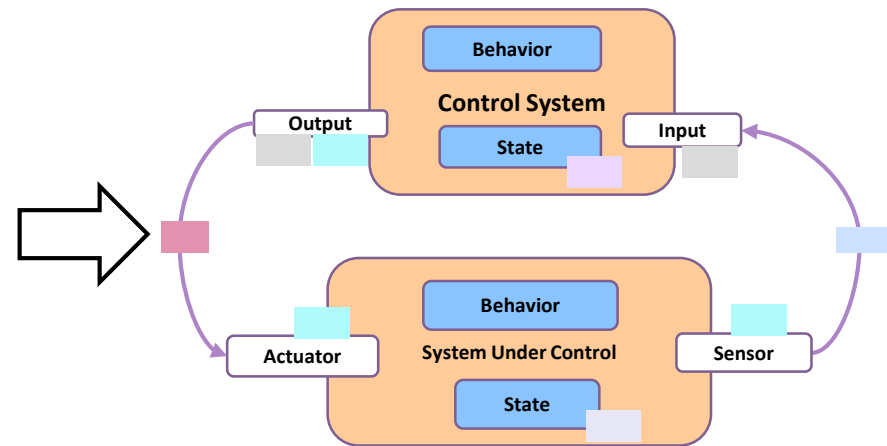 Behavior
Control System
Output
Input
State
Behavior
System Under Control
Actuator
Sensor
State